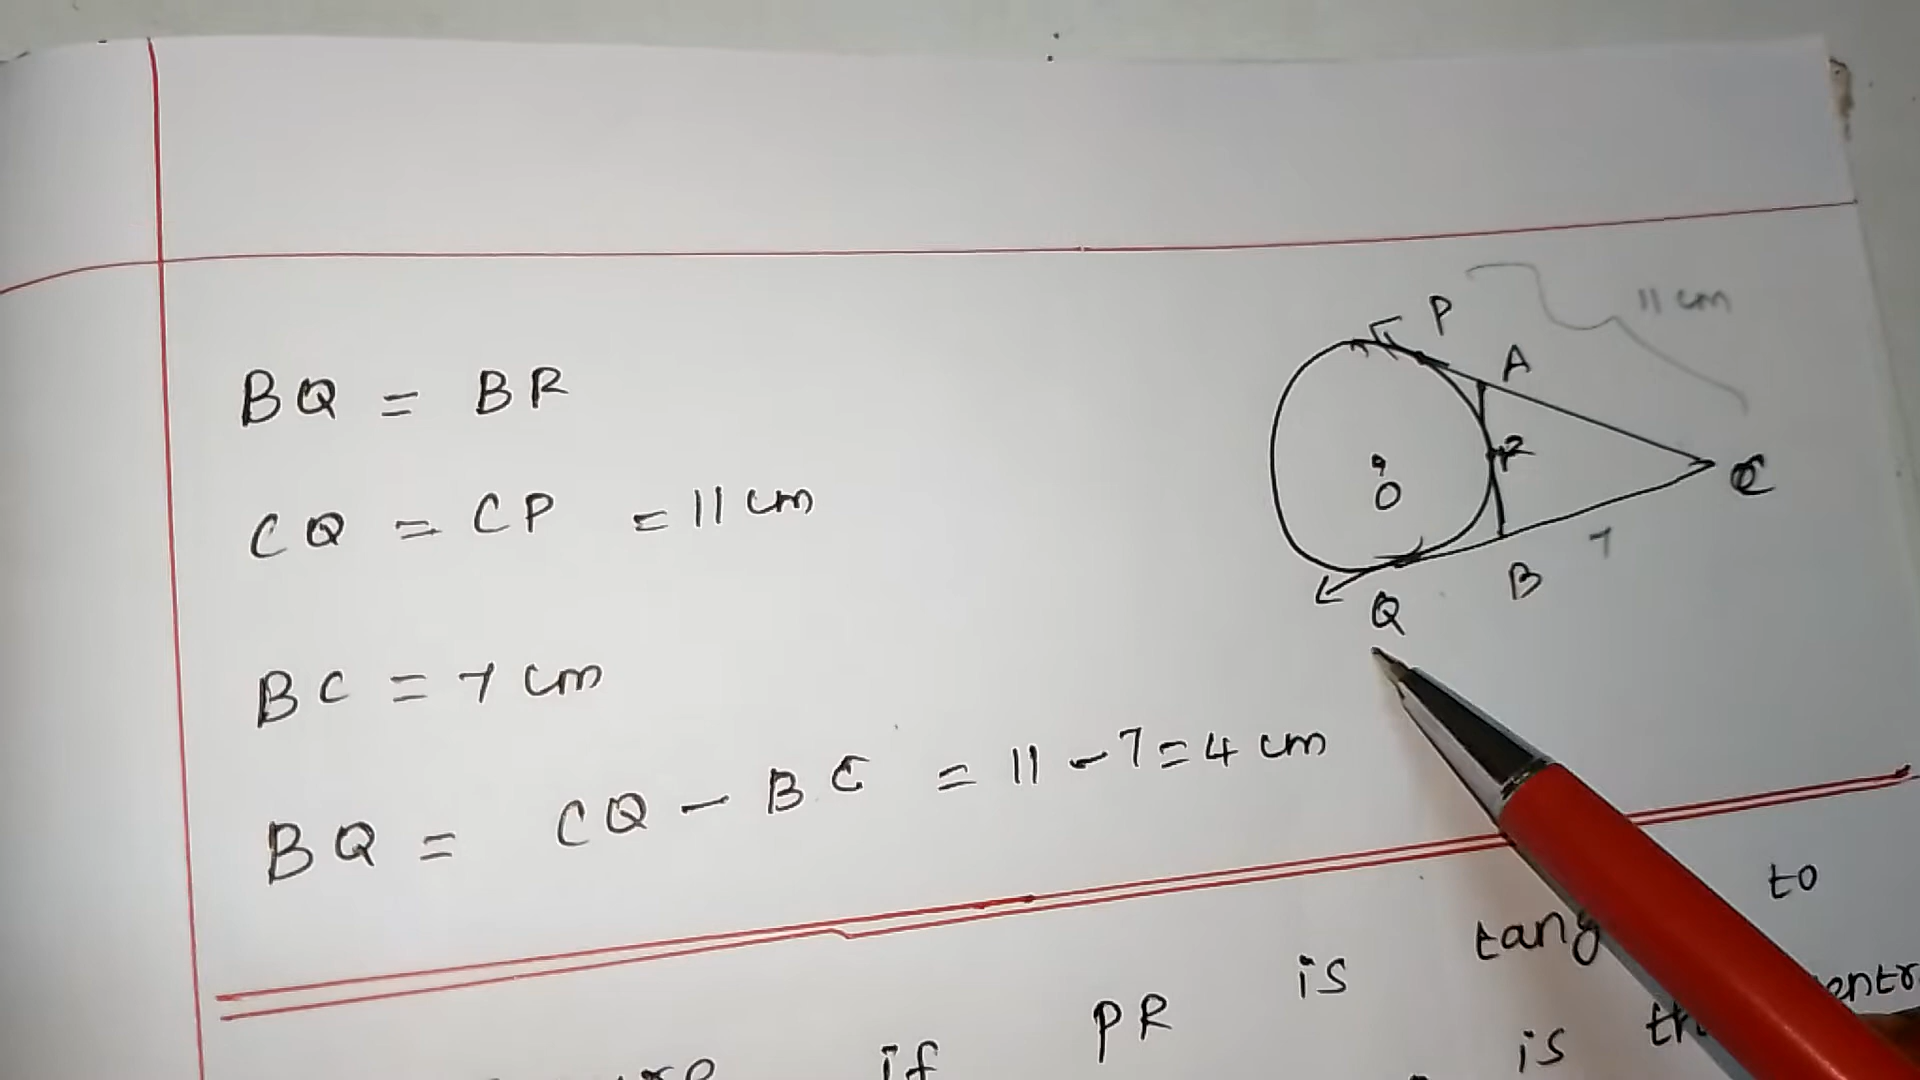 11 cm
P
A
R
C
O
7
B
Q
BQ = BR
CQ = CP = 11 cm
BC = 7 cm
BQ = CQ - BC = 11 - 7 = 4 cm
to
if PR is
is